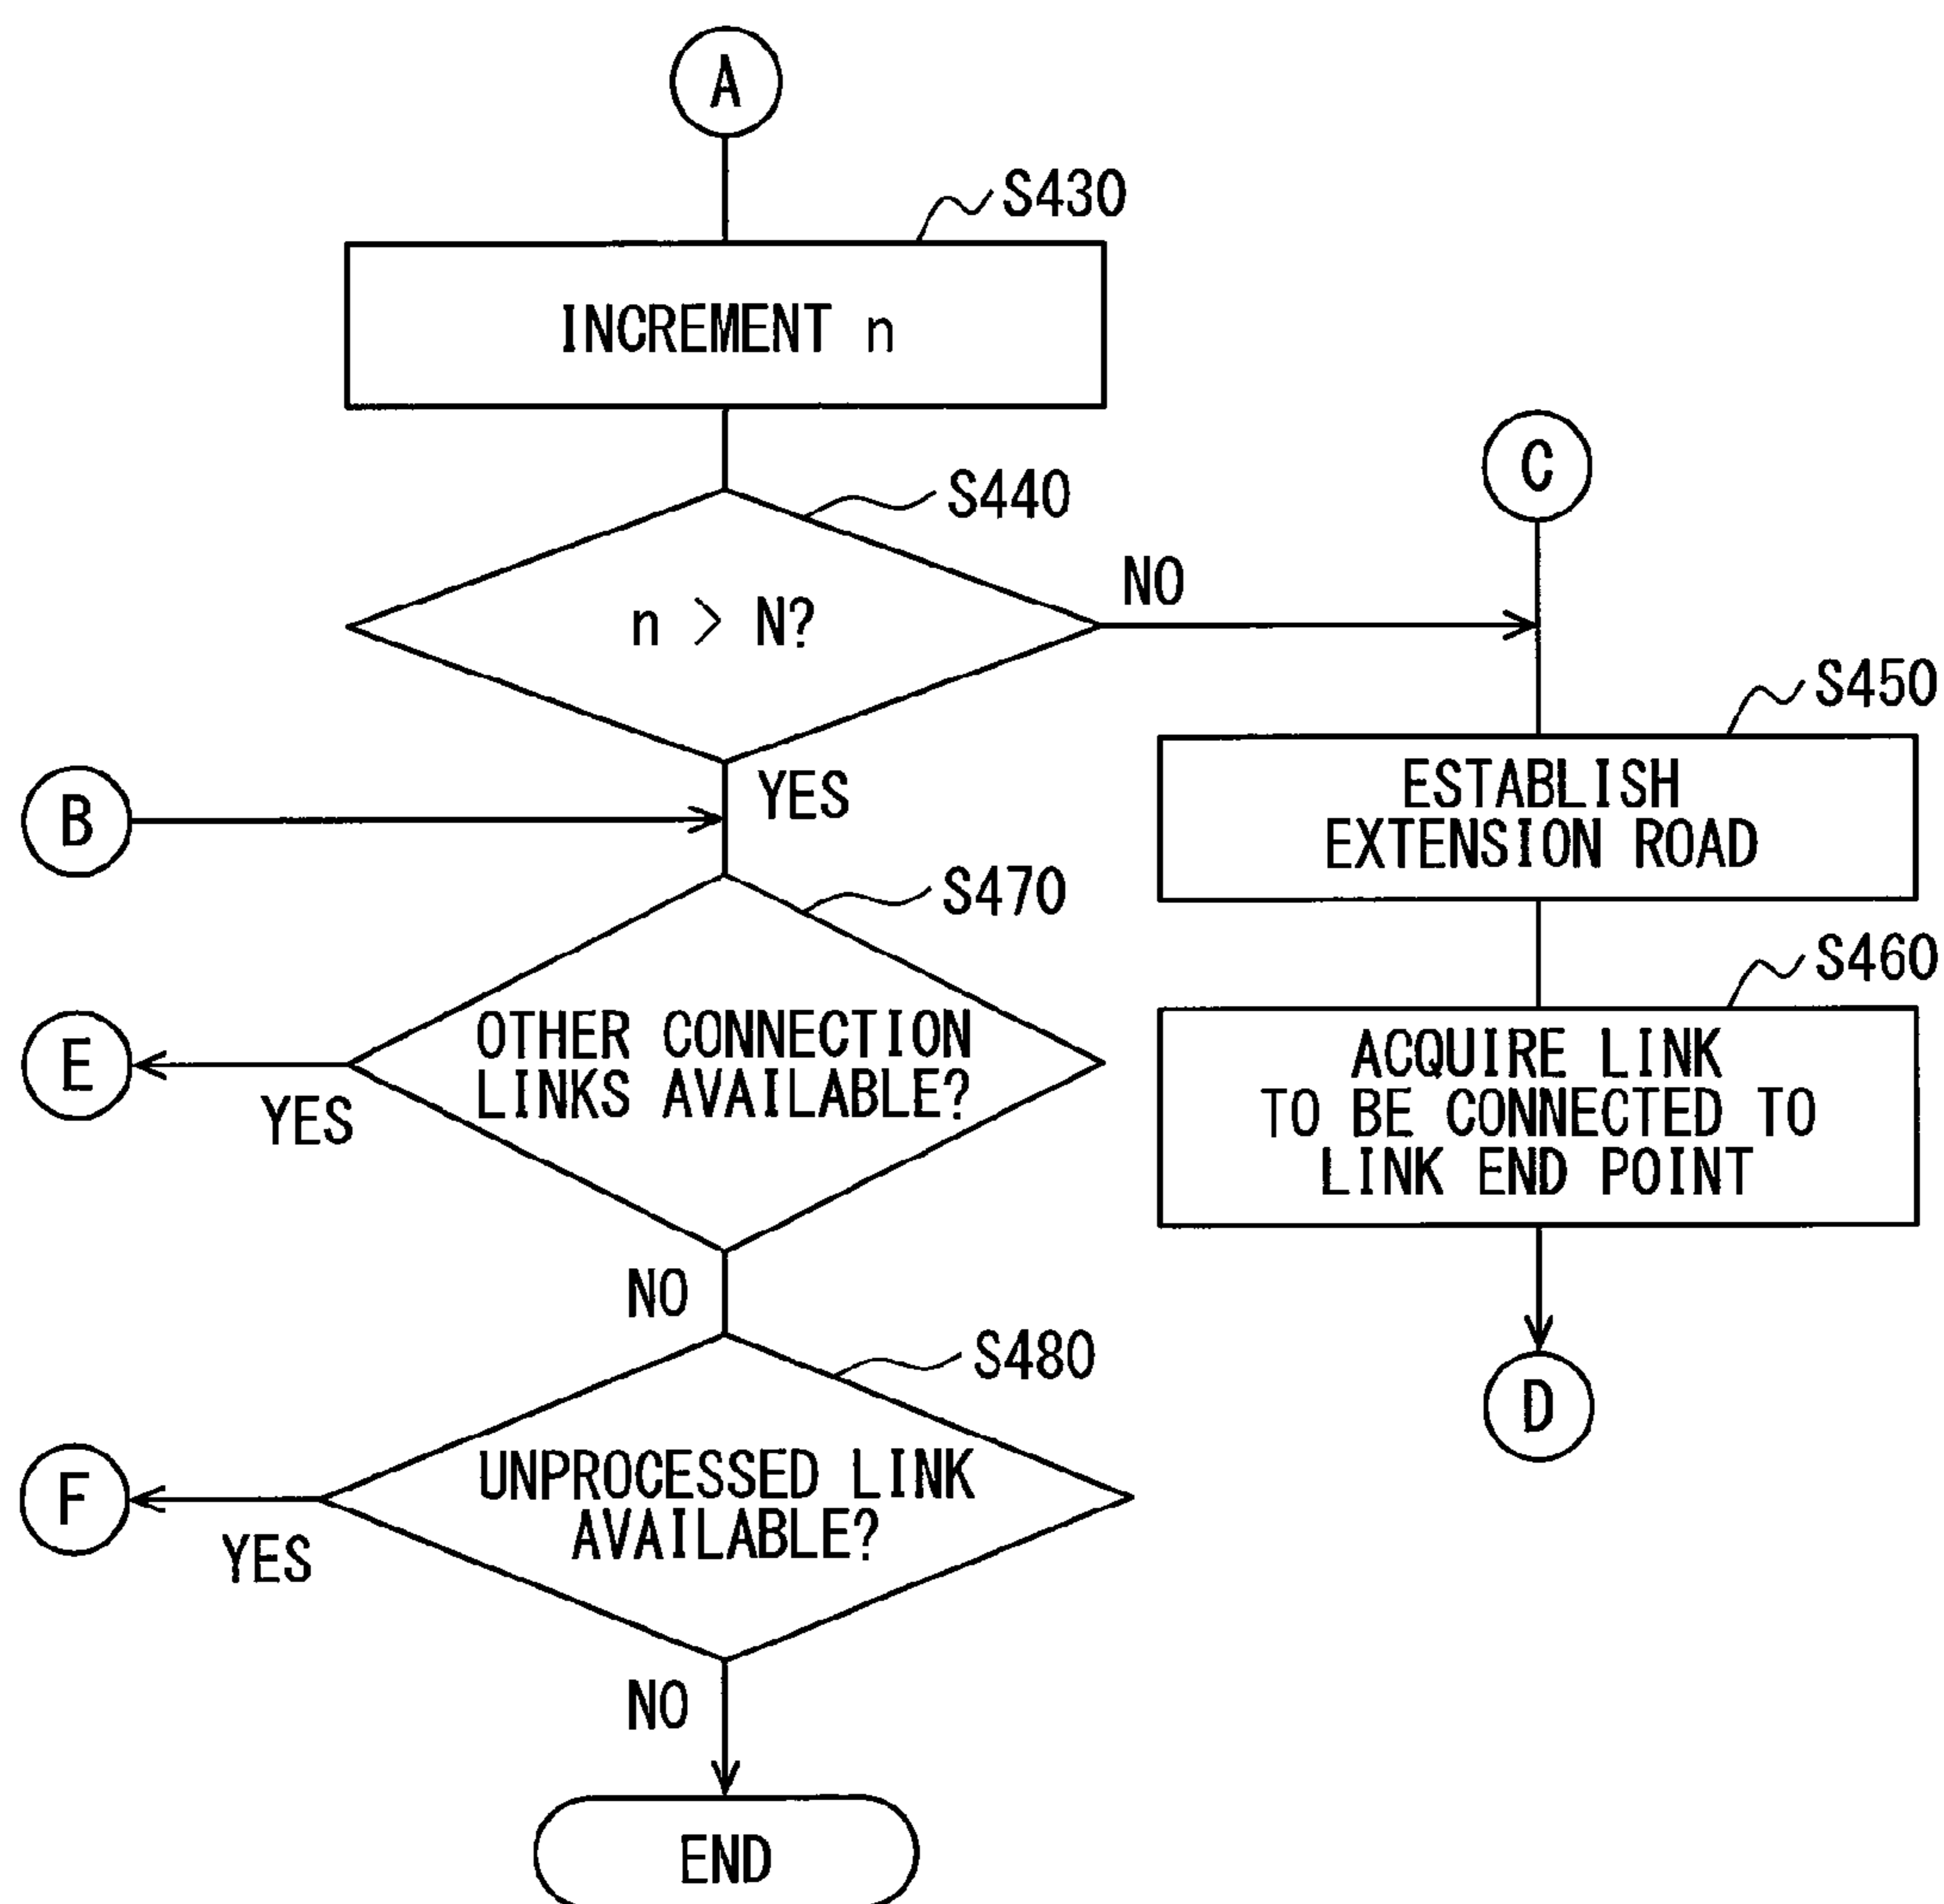 A
S430
INCREMENT n
S440
n > N?
NO
C
YES
B
S450
ESTABLISH
EXTENSION ROAD
S470
OTHER CONNECTION
LINKS AVAILABLE?
E
YES
S460
ACQUIRE LINK
TO BE CONNECTED TO
LINK END POINT
NO
D
S480
UNPROCESSED LINK
AVAILABLE?
F
YES
NO
END